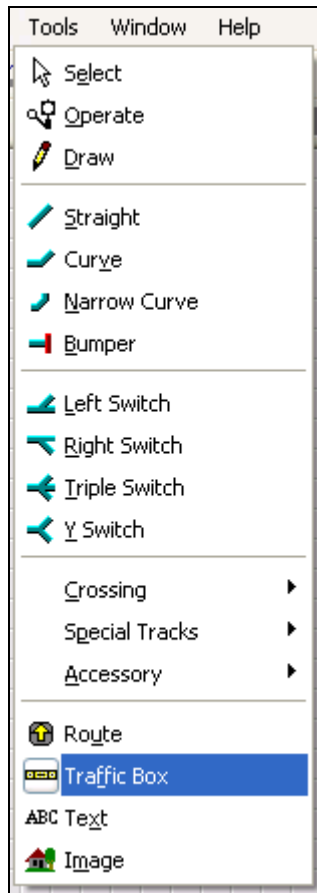 Tools Window Help
Select
Operate
Draw
Straight
Curve
Narrow Curve
Bumper
Left Switch
Right Switch
Triple Switch
Y Switch
Crossing
Special Tracks
Accessory
Route
Traffic Box
ABC Text
Image